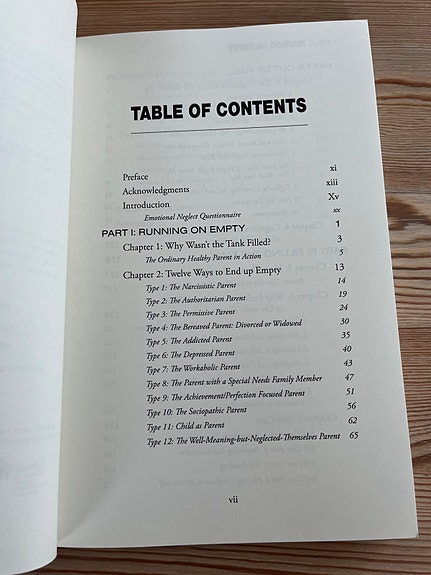 TABLE OF CONTENTS
Preface xi
Acknowledgments xiii
Introduction Xv
Emotional Neglect Questionnaire xx
PART I: RUNNING ON EMPTY 1
Chapter 1: Why Wasn't the Tank Filled? 3
The Ordinary Healthy Parent in Action 5
Chapter 2: Twelve Ways to End up Empty 13
Type 1: The Narcissistic Parent 14
Type 2: The Authoritarian Parent 19
Type 3: The Permissive Parent 24
Type 4: The Bereaved Parent: Divorced or Widowed 30
Type 5: The Addicted Parent 35
Type 6: The Depressed Parent 40
Type 7: The Workaholic Parent 43
Type 8: The Parent with a Special Needs Family Member 47
Type 9: The Achievement/Perfection Focused Parent 51
Type 10: The Sociopathic Parent 56
Type 11: Child as Parent 62
Type 12: The Well-Meaning-but-Neglected-Themselves Parent 65
vii